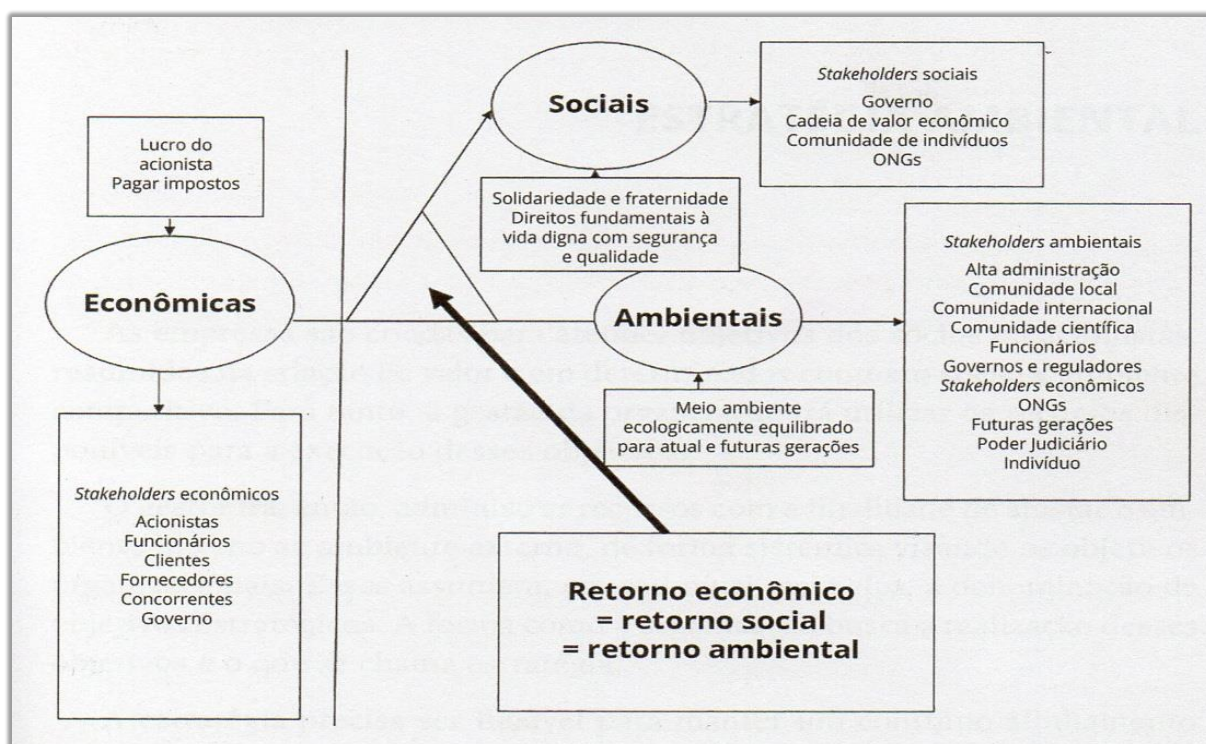 Sociais
Stakeholders sociais
Governo
Cadeia de valor econômico
Comunidade de indivíduos
ONGs
Lucro do
acionista
Pagar impostos
Solidariedade e fraternidade
Direitos fundamentais à
vida digna com segurança
e qualidade
Econômicas
Ambientais
Stakeholders ambientais
Alta administração
Comunidade local
Comunidade internacional
Comunidade científica
Funcionários
Governos e reguladores
Stakeholders econômicos
ONGs
Futuras gerações
Poder Judiciário
Indivíduo
Meio ambiente
ecologicamente equilibrado
para atual e futuras gerações
Stakeholders econômicos
Acionistas
Funcionários
Clientes
Fornecedores
Concorrentes
Governo
Retorno econômico
= retorno social
= retorno ambiental